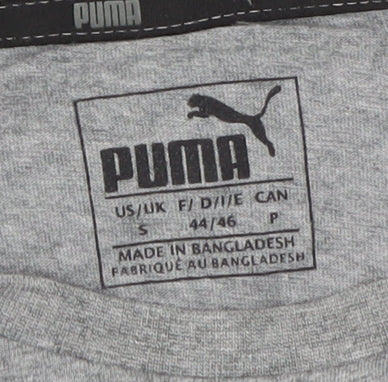 PUMA
PUMA
US/UK F/ D/I/E CAN
S 44/46 P
MADE IN BANGLADESH
FABRIQUÉ AU BANGLADESH